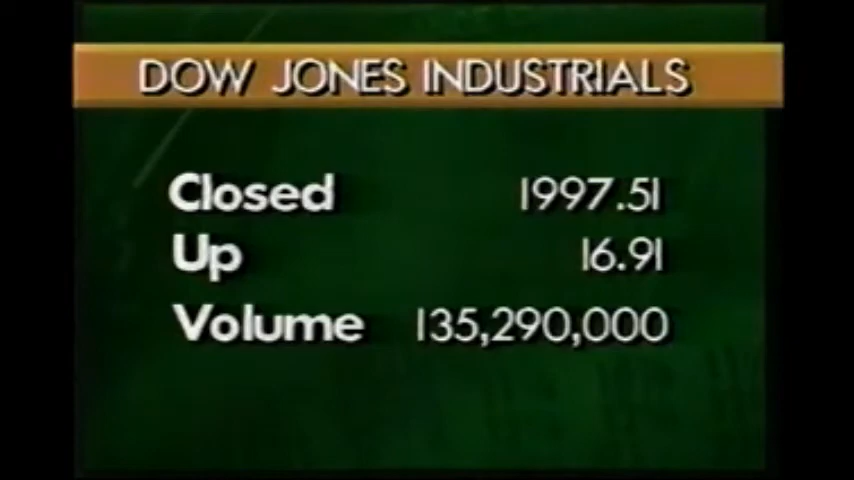 DOW JONES INDUSTRIALS
Closed 1997.51
Up 16.91
Volume 135,290,000